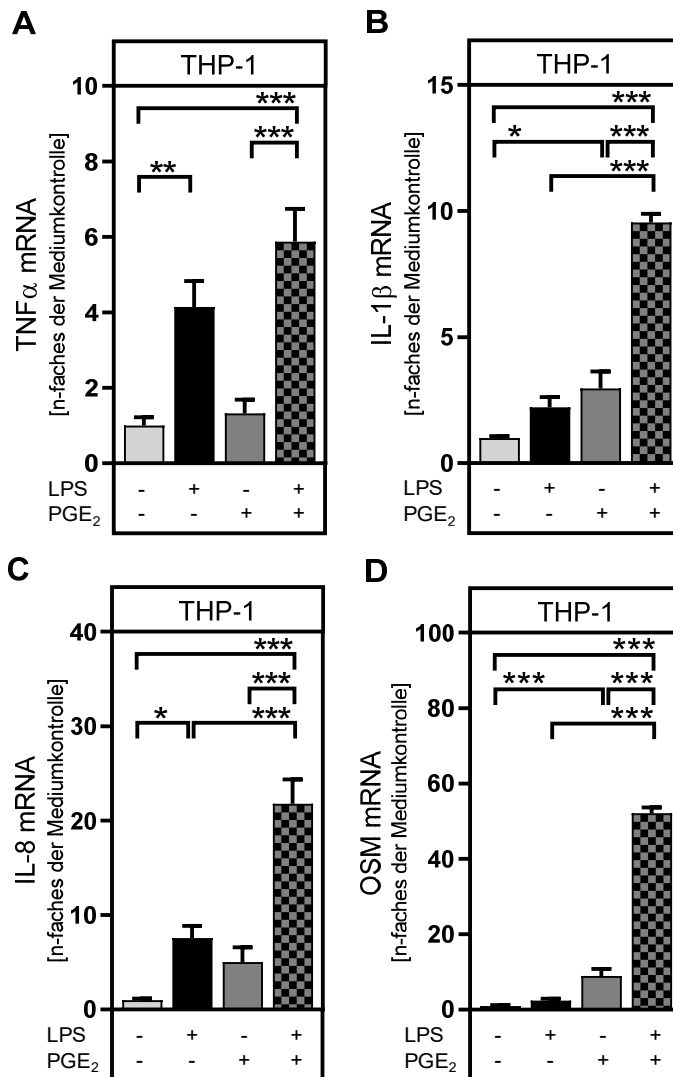 A
THP-1
TNFα mRNA
[n-faches der Mediumkontrolle]
10
8
6
4
2
0
***
***
**
LPS - + - +
PGE₂ - - + +
B
THP-1
IL-1β mRNA
[n-faches der Mediumkontrolle]
15
10
5
0
***
* ***
***
LPS - + - +
PGE₂ - - + +
C
THP-1
IL-8 mRNA
[n-faches der Mediumkontrolle]
40
30
20
10
0
***
***
* ***
LPS - + - +
PGE₂ - - + +
D
THP-1
OSM mRNA
[n-faches der Mediumkontrolle]
100
80
60
40
20
0
***
*** ***
***
LPS - + - +
PGE₂ - - + +